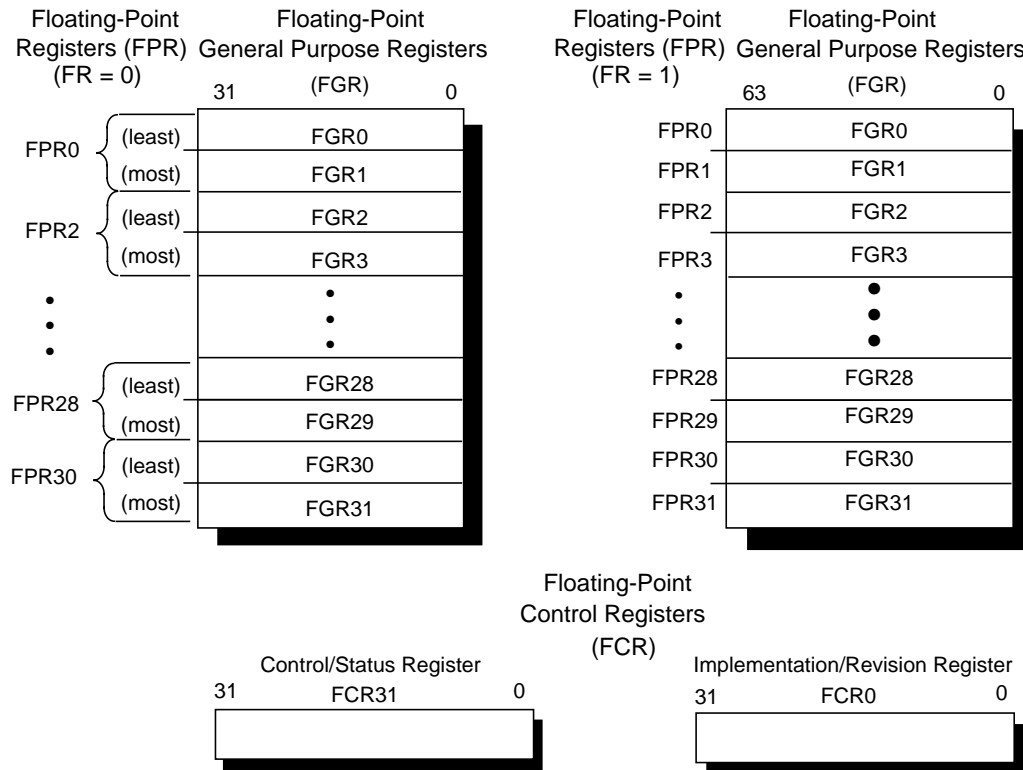 Floating-Point
Registers (FPR)
(FR = 0)
Floating-Point
General Purpose Registers
(FGR)
31
0
FPR0
(least)
FGR0
(most)
FGR1
FPR2
(least)
FGR2
(most)
FGR3
FPR28
(least)
FGR28
(most)
FGR29
FPR30
(least)
FGR30
(most)
FGR31
Floating-Point
Registers (FPR)
(FR = 1)
Floating-Point
General Purpose Registers
(FGR)
63
0
FPR0
FGR0
FPR1
FGR1
FPR2
FGR2
FPR3
FGR3
FPR28
FGR28
FPR29
FGR29
FPR30
FGR30
FPR31
FGR31
Floating-Point
Control Registers
(FCR)
Control/Status Register
31
FCR31
0
Implementation/Revision Register
31
FCR0
0